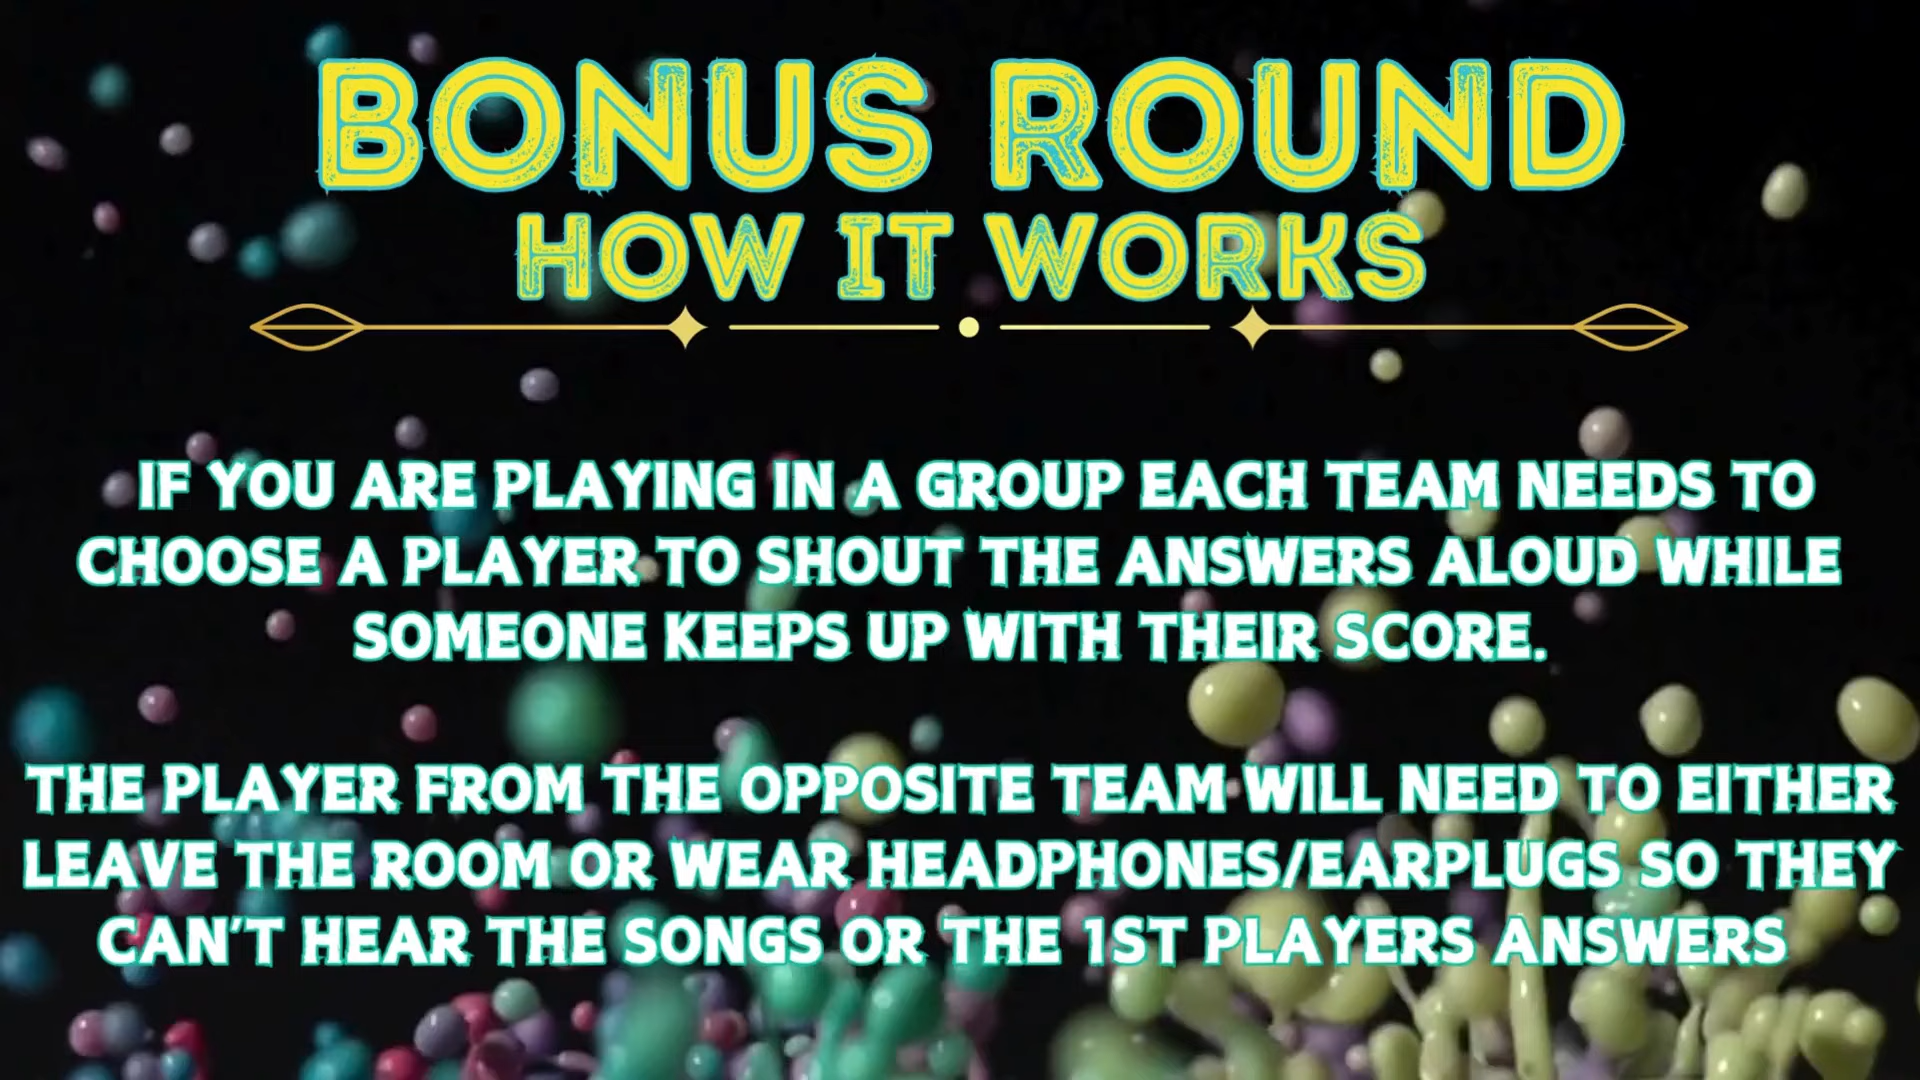 BONUS ROUND
HOW IT WORKS
IF YOU ARE PLAYING IN A GROUP EACH TEAM NEEDS TO
CHOOSE A PLAYER TO SHOUT THE ANSWERS ALOUD WHILE
SOMEONE KEEPS UP WITH THEIR SCORE.
THE PLAYER FROM THE OPPOSITE TEAM WILL NEED TO EITHER
LEAVE THE ROOM OR WEAR HEADPHONES/EARPLUGS SO THEY
CAN'T HEAR THE SONGS OR THE 1ST PLAYERS ANSWERS